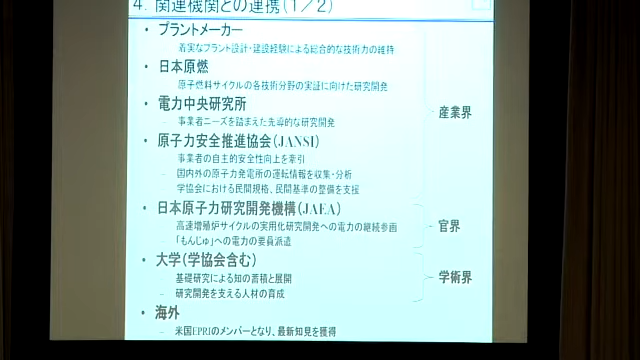 4. 関連機関との連携(1/2)
• プラントメーカー
– 着実なプラント設計・建設経験による総合的な技術力の維持
• 日本原燃
– 原子燃料サイクルの各技術分野の実証に向けた研究開発
• 電力中央研究所
– 事業者ニーズを踏まえた先導的な研究開発
• 原子力安全推進協会(JANSI)
– 事業者の自主的安全性向上を牽引
– 国内外の原子力発電所の運転情報を収集・分析
– 学協会における民間規格、民間基準の整備を支援
産業界
• 日本原子力研究開発機構(JAEA)
– 高速増殖炉サイクルの実用化研究開発への電力の継続参画
– 「もんじゅ」への電力の要員派遣
官界
• 大学(学協会含む)
– 基礎研究による知の蓄積と展開
– 研究開発を支える人材の育成
学術界
• 海外
– 米国EPRIのメンバーとなり、最新知見を獲得